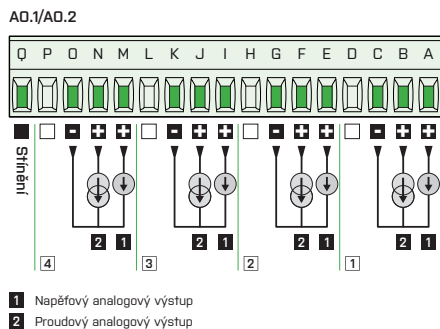 AO.1/AO.2
Q P O N M L K J I H G F E D C B A
- + + - + + - + + - + +
Stínění
2 1 2 1 2 1 2 1
4 3 2 1
1 Napěťový analogový výstup
2 Proudový analogový výstup